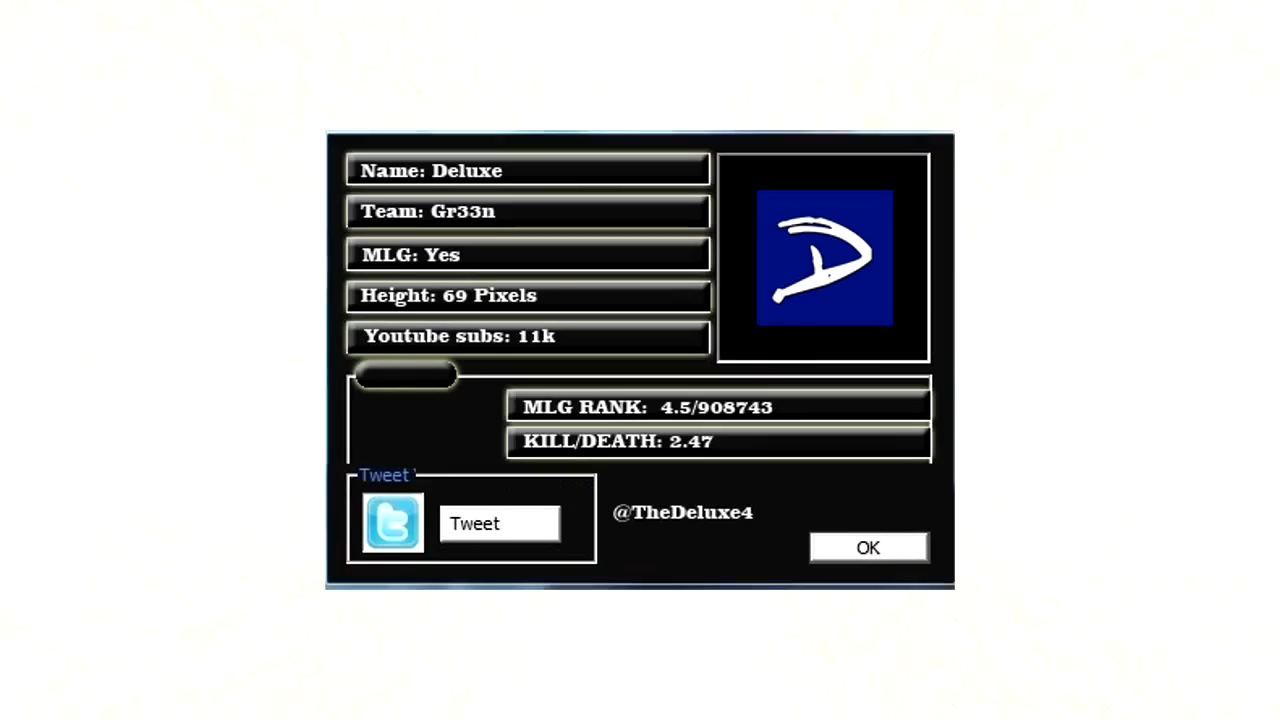 Name: Deluxe
Team: Gr33n
MLG: Yes
Height: 69 Pixels
Youtube subs: 11k
MLG RANK: 4.5/908743
KILL/DEATH: 2.47
Tweet
Tweet
@TheDeluxe4
OK